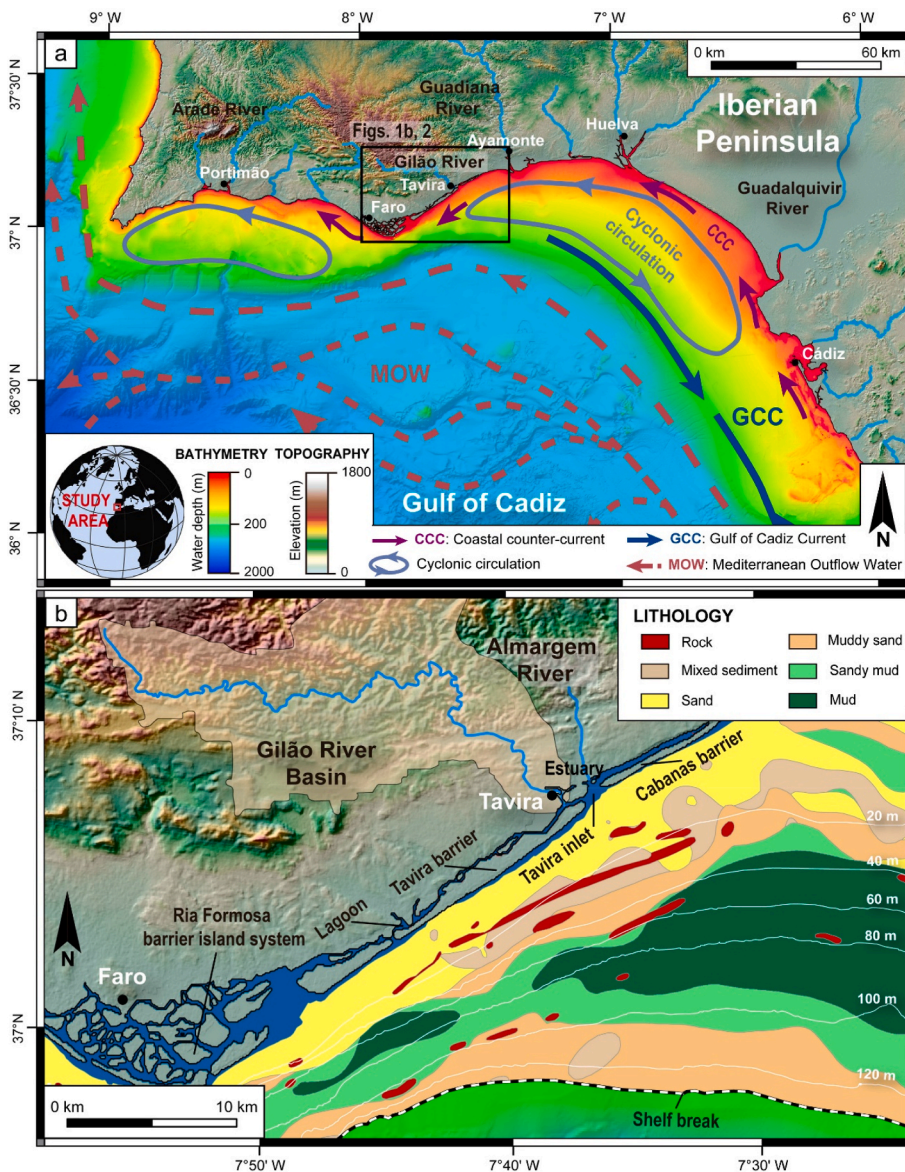 9° W
8° W
7° W
6° W
a
0 km
60 km
37°30' N
37° N
36°30' N
36° N
Arade River
Guadiana
River
Figs. 1b, 2
Ayamonte
Huelva
Iberian
Peninsula
Gilão River
Portimão
Tavira
Faro
Guadalquivir
River
CCC
Cyclonic
circulation
Cádiz
MOW
GCC
Gulf of Cadiz
STUDY
AREA
BATHYMETRY
Water depth (m)
0
200
2000
TOPOGRAPHY
Elevation (m)
1800
0
N
CCC: Coastal counter-current
GCC: Gulf of Cadiz Current
Cyclonic circulation
MOW: Mediterranean Outflow Water
b
LITHOLOGY
Rock
Muddy sand
Mixed sediment
Sandy mud
Sand
Mud
Almargem
River
37°10' N
37° N
Gilão River
Basin
Estuary
Tavira
Cabanas barrier
Tavira inlet
Tavira barrier
Lagoon
Ria Formosa
barrier island system
N
Faro
20 m
40 m
60 m
80 m
100 m
120 m
Shelf break
0 km
10 km
7°50' W
7°40' W
7°30' W